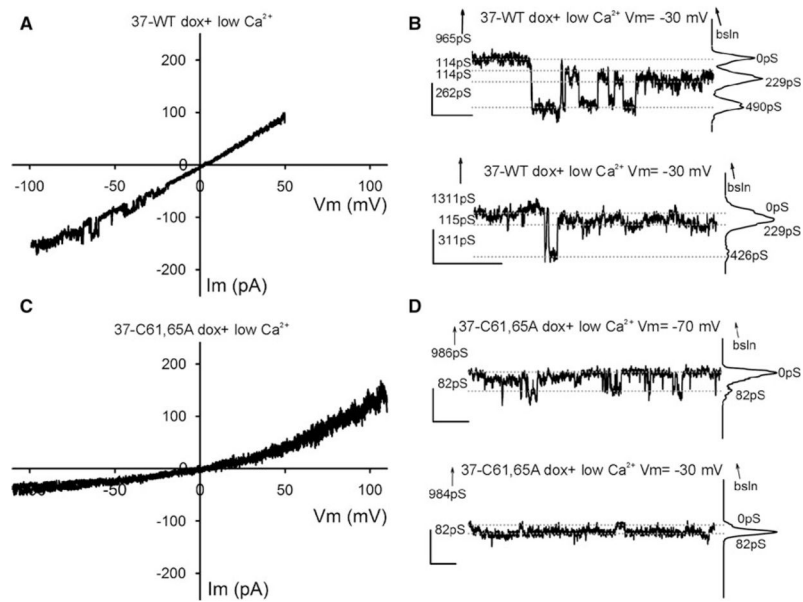 A
37-WT dox+ low Ca²⁺
200
100
0
-100
-50
0
50
100
Vm (mV)
-100
-200
Im (pA)
B
37-WT dox+ low Ca²⁺ Vm= -30 mV
bsln
965pS
114pS
114pS
262pS
0pS
229pS
490pS
37-WT dox+ low Ca²⁺ Vm= -30 mV
bsln
1311pS
115pS
311pS
0pS
229pS
426pS
C
37-C61,65A dox+ low Ca²⁺
200
100
0
-100
-50
0
50
100
Vm (mV)
-100
-200
Im (pA)
D
37-C61,65A dox+ low Ca²⁺ Vm= -70 mV
bsln
986pS
82pS
0pS
82pS
37-C61,65A dox+ low Ca²⁺ Vm= -30 mV
bsln
984pS
82pS
0pS
82pS